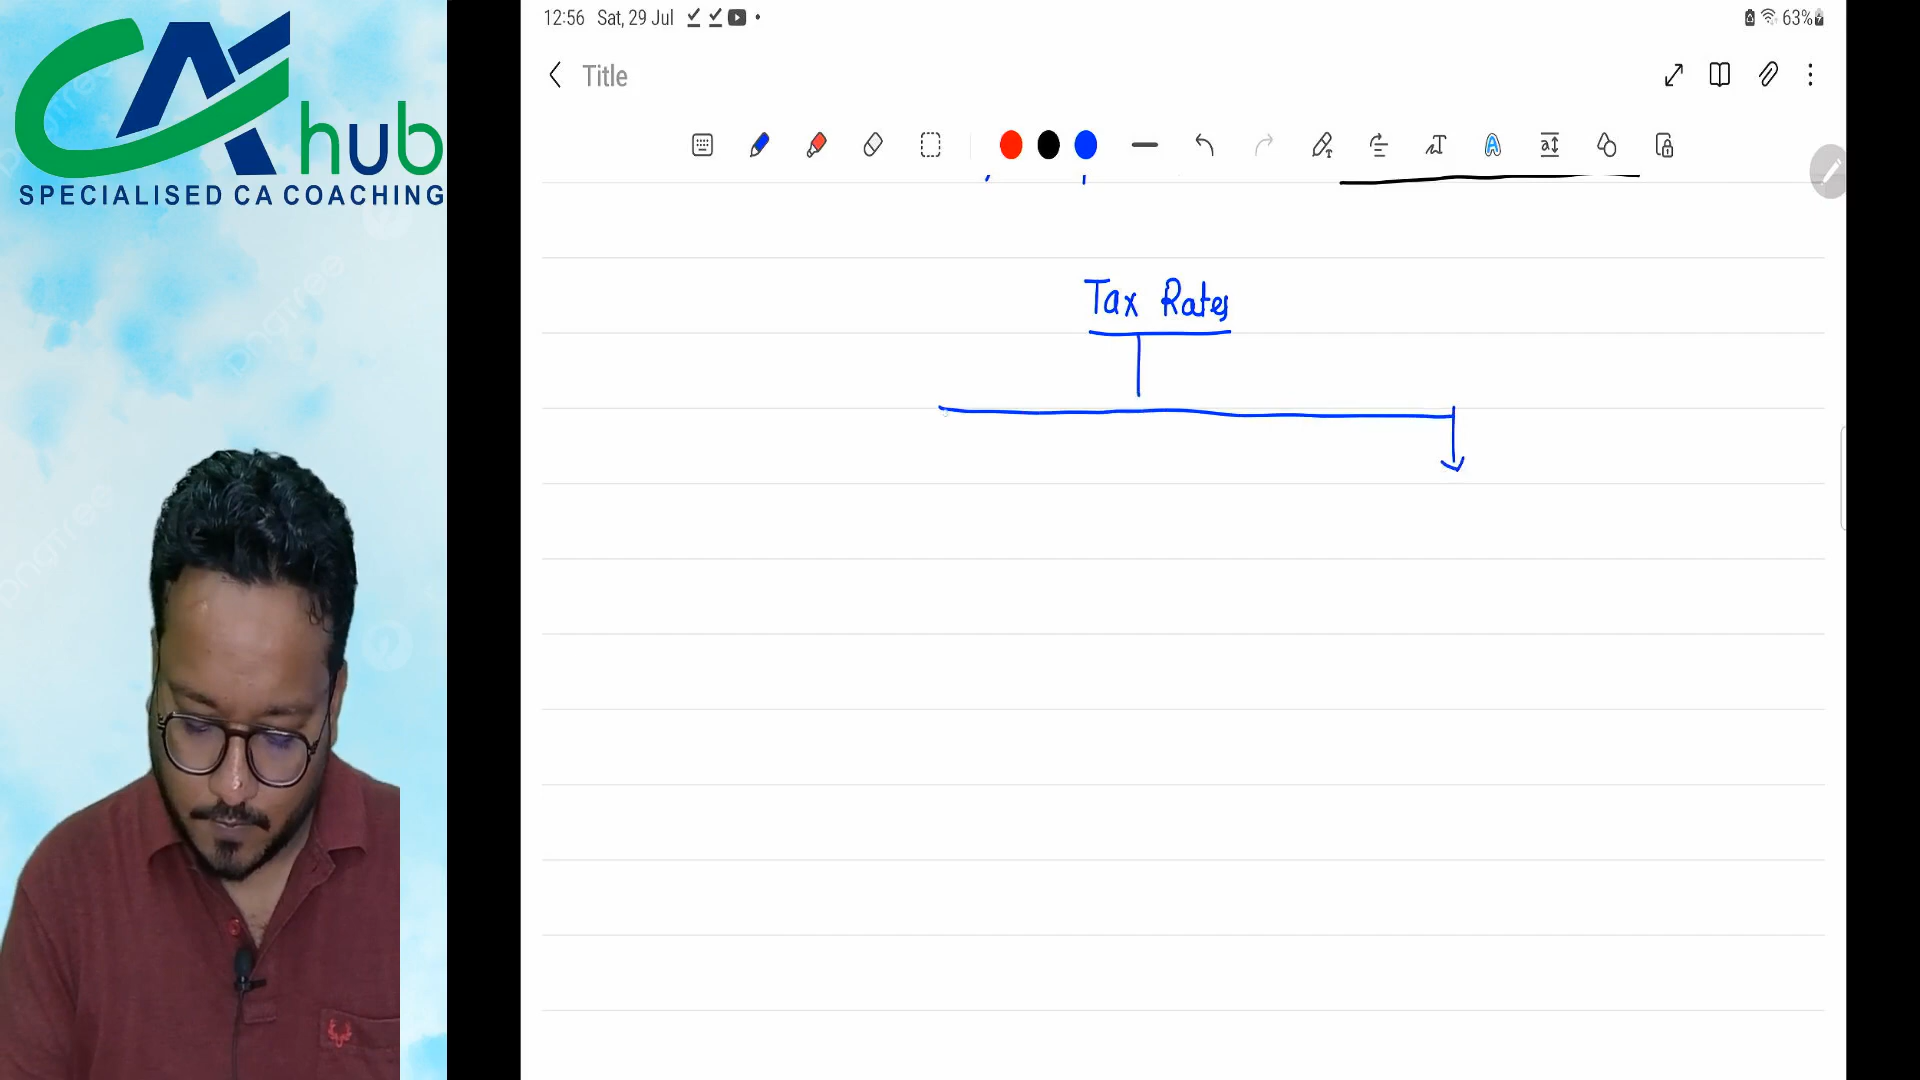 CA hub
SPECIALISED CA COACHING
12:56 Sat, 29 Jul
63%
Title
Tax Rates